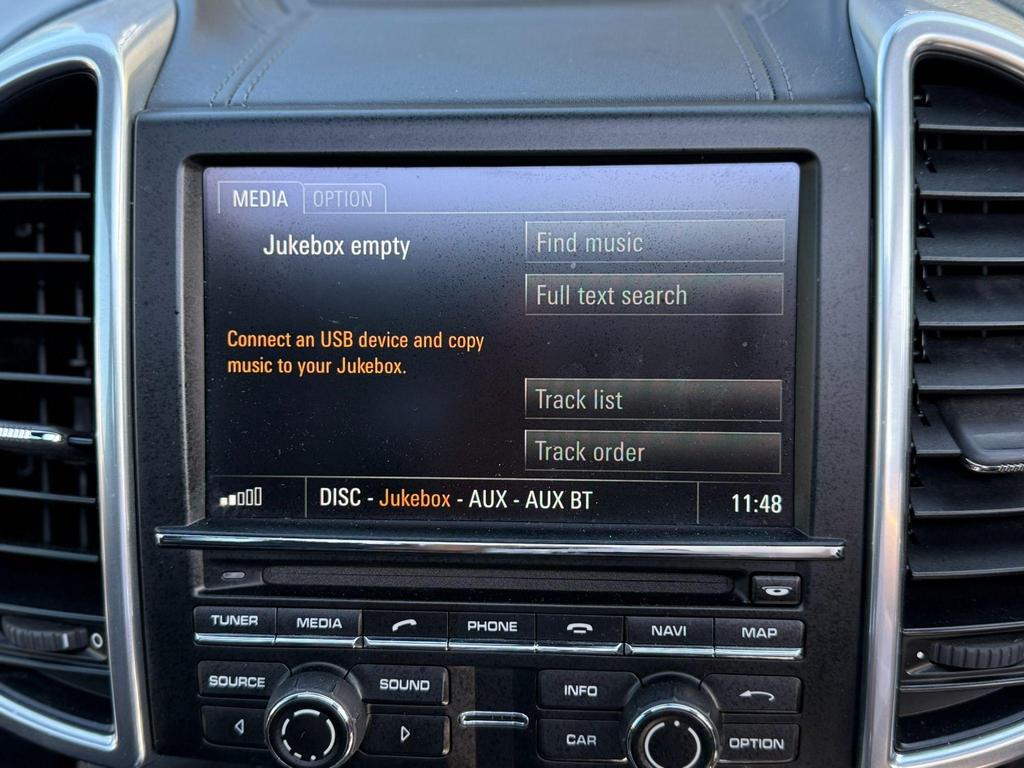 MEDIA OPTION
Jukebox empty
Find music
Full text search
Connect an USB device and copy
music to your Jukebox.
Track list
Track order
DISC - Jukebox - AUX - AUX BT
11:48
TUNER MEDIA PHONE NAVI MAP
SOURCE SOUND INFO
CAR OPTION